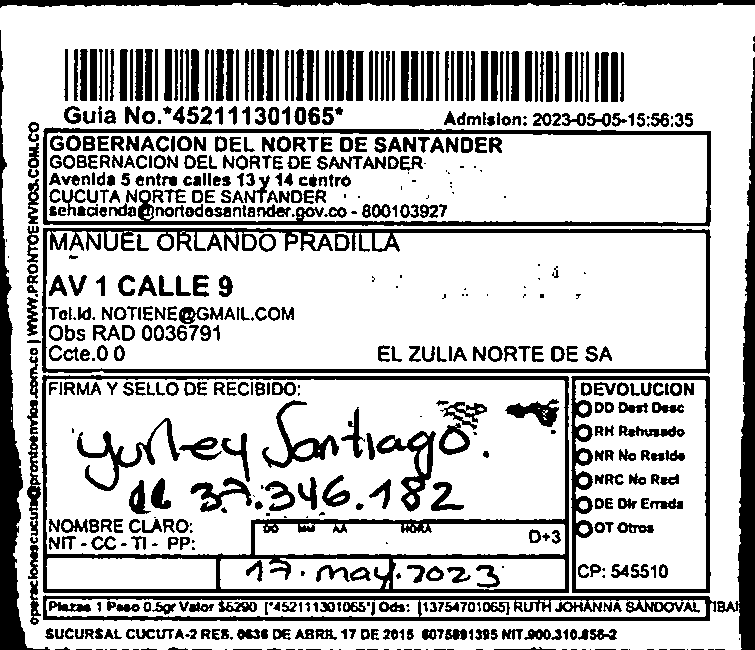 Guia No.*452111301065*
Admision: 2023-05-05-15:56:35
operacionescucuta@prontoenvios.com.co | WWW.PRONTOENVIOS.COM.CO
GOBERNACION DEL NORTE DE SANTANDER
GOBERNACION DEL NORTE DE SANTANDER
Avenida 5 entre calles 13 y 14 centro
CUCUTA NORTE DE SANTANDER
sehacienda@nortedesantander.gov.co - 800103927
MANUEL ORLANDO PRADILLA
AV 1 CALLE 9
Tel.Id. NOTIENE@GMAIL.COM
Obs RAD 0036791
Ccte.0 0
EL ZULIA NORTE DE SA
FIRMA Y SELLO DE RECIBIDO:
Yurley Santiago.
cc 37.346.182
NOMBRE CLARO:
NIT - CC - TI - PP:
DD MM AA HORA
D+3
17.may.2023
DEVOLUCION
DD Dest Desc
RH Rehusado
NR No Reside
NRC No Recl
DE Dir Errada
OT Otros
CP: 545510
Piezas 1 Peso 0.5gr Valor $5290 [*452111301065*] Ods: [13754701065] RUTH JOHANNA SANDOVAL TIBA
SUCURSAL CUCUTA-2 RES. 0636 DE ABRIL 17 DE 2015 6075891395 NIT.900.310.856-2